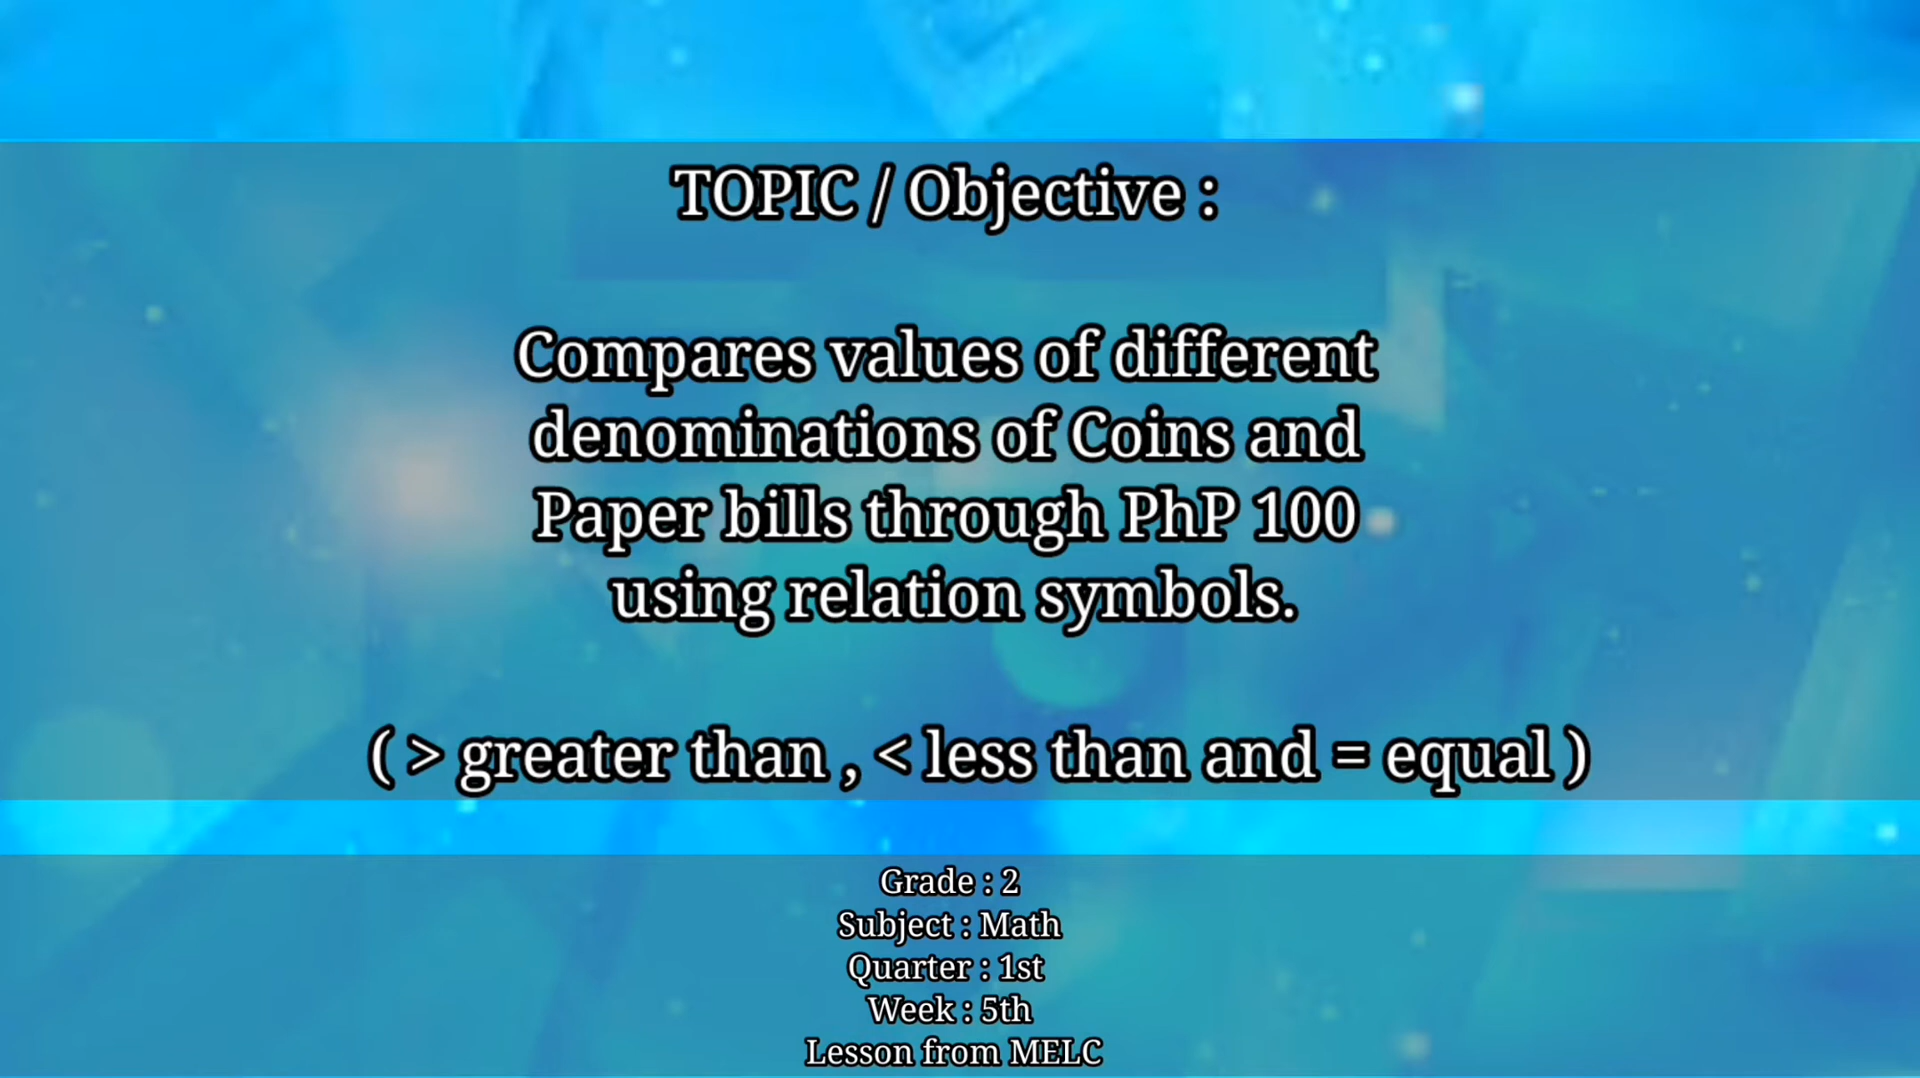 TOPIC / Objective :
Compares values of different
denominations of Coins and
Paper bills through PhP 100
using relation symbols.
( > greater than , < less than and = equal )
Grade : 2
Subject : Math
Quarter : 1st
Week : 5th
Lesson from MELC